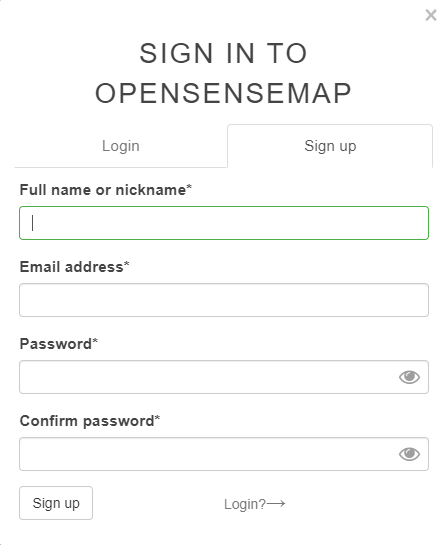 ×
SIGN IN TO
OPENSENSEMAP
Login
Sign up
Full name or nickname*
Email address*
Password*
Confirm password*
Sign up
Login?⟶